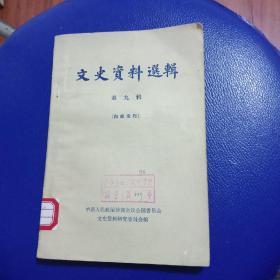 文史資料選輯
第九輯
(內部發行)
中國人民政治協商會議全國委員會
文史資料研究委員會編